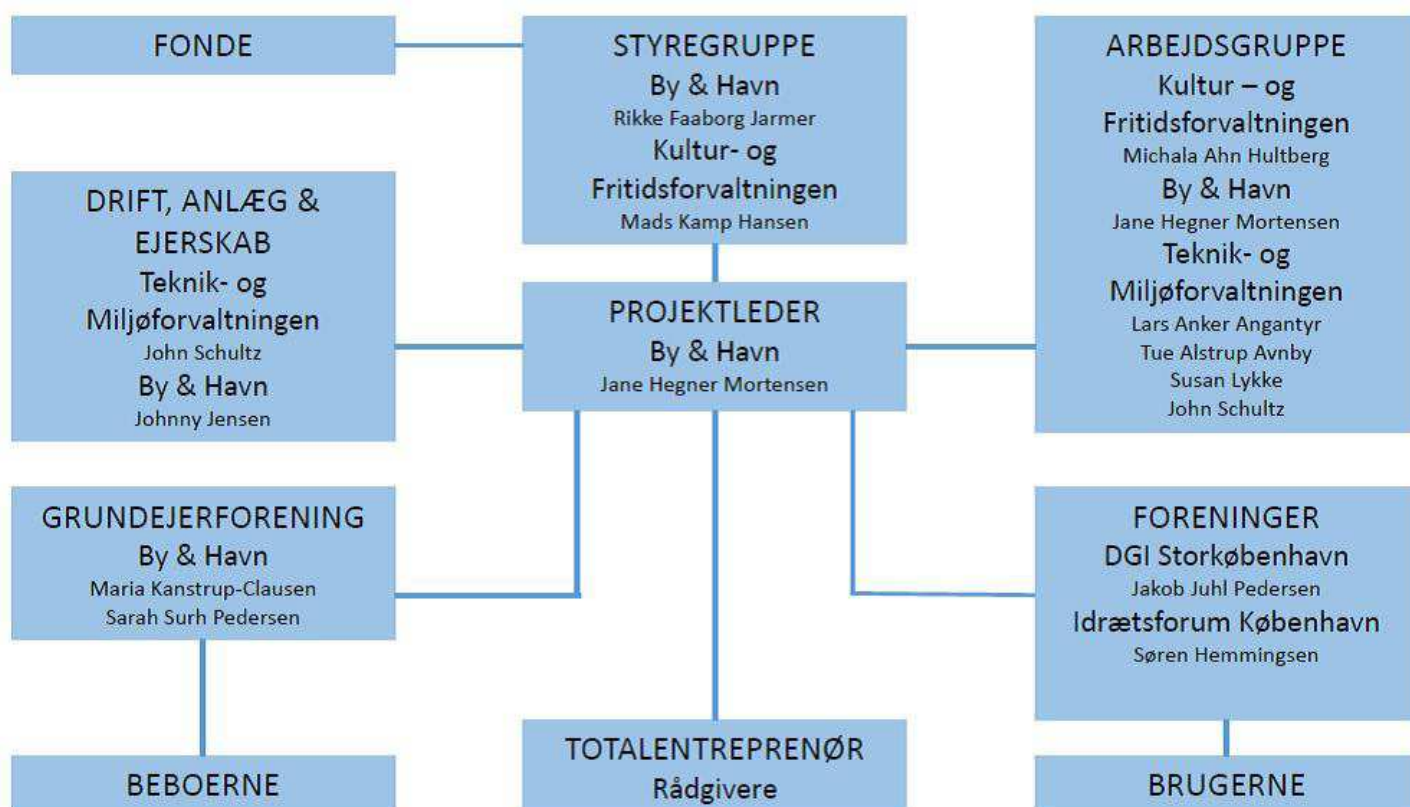 FONDE
STYREGRUPPE
By & Havn
Rikke Faaborg Jarmer
Kultur- og
Fritidsforvaltningen
Mads Kamp Hansen
ARBEJDSGRUPPE
Kultur – og
Fritidsforvaltningen
Michala Ahn Hultberg
By & Havn
Jane Hegner Mortensen
Teknik- og
Miljøforvaltningen
Lars Anker Angantyr
Tue Alstrup Avnby
Susan Lykke
John Schultz
DRIFT, ANLÆG &
EJERSKAB
Teknik- og
Miljøforvaltningen
John Schultz
By & Havn
Johnny Jensen
PROJEKTLEDER
By & Havn
Jane Hegner Mortensen
GRUNDEJERFORENING
By & Havn
Maria Kanstrup-Clausen
Sarah Surh Pedersen
FORENINGER
DGI Storkøbenhavn
Jakob Juhl Pedersen
Idrætsforum København
Søren Hemmingsen
BEBOERNE
TOTALENTREPRENØR
Rådgivere
BRUGERNE